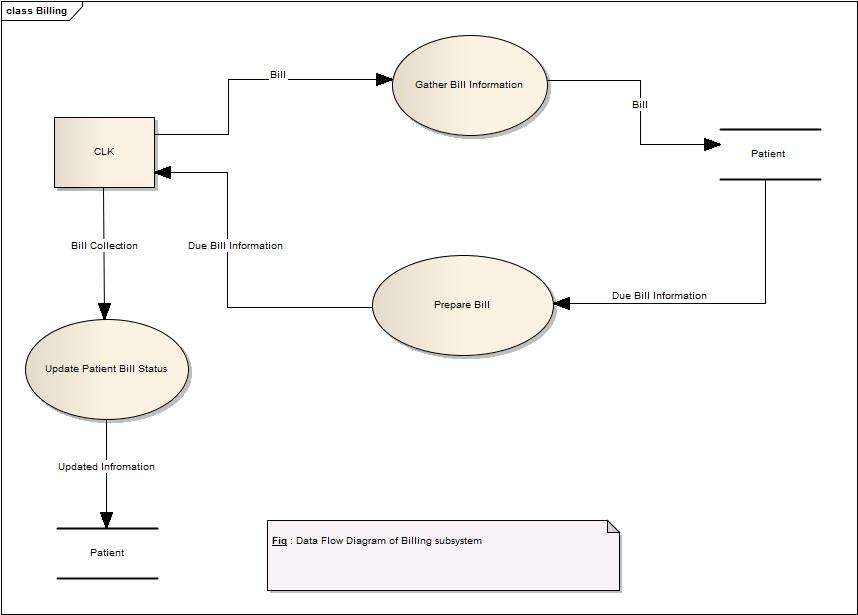 class Billing
Bill
Gather Bill Information
Bill
CLK
Patient
Bill Collection
Due Bill Information
Due Bill Information
Prepare Bill
Update Patient Bill Status
Updated Infromation
Patient
Fig : Data Flow Diagram of Billing subsystem